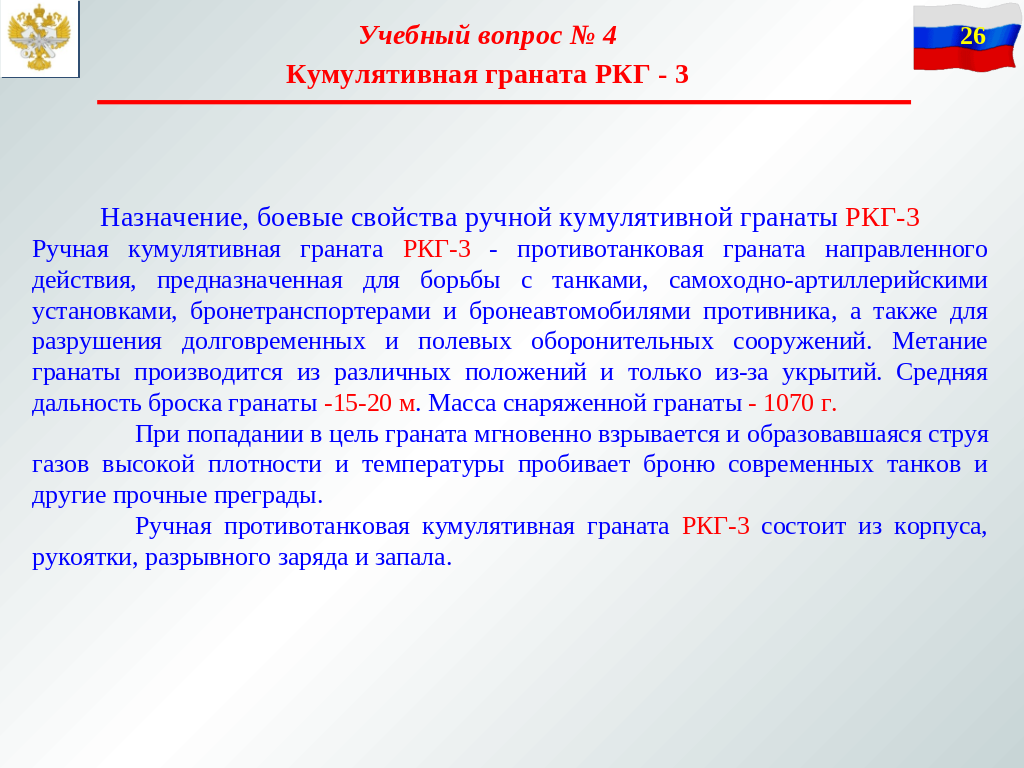 Учебный вопрос № 4
26
Кумулятивная граната РКГ - 3
Назначение, боевые свойства ручной кумулятивной гранаты РКГ-3
Ручная кумулятивная граната РКГ-3 - противотанковая граната направленного
действия, предназначенная для борьбы с танками, самоходно-артиллерийскими
установками, бронетранспортерами и бронеавтомобилями противника, а также для
разрушения долговременных и полевых оборонительных сооружений. Метание
гранаты производится из различных положений и только из-за укрытий. Средняя
дальность броска гранаты -15-20 м. Масса снаряженной гранаты - 1070 г.
При попадании в цель граната мгновенно взрывается и образовавшаяся струя
газов высокой плотности и температуры пробивает броню современных танков и
другие прочные преграды.
Ручная противотанковая кумулятивная граната РКГ-3 состоит из корпуса,
рукоятки, разрывного заряда и запала.